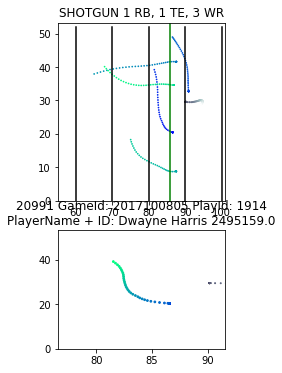 SHOTGUN 1 RB, 1 TE, 3 WR
50
40
30
20
10
0
60 70 80 90 100
20991 GameId: 2017100805 PlayId: 1914
PlayerName + ID: Dwayne Harris 2495159.0
40
20
0
80 85 90